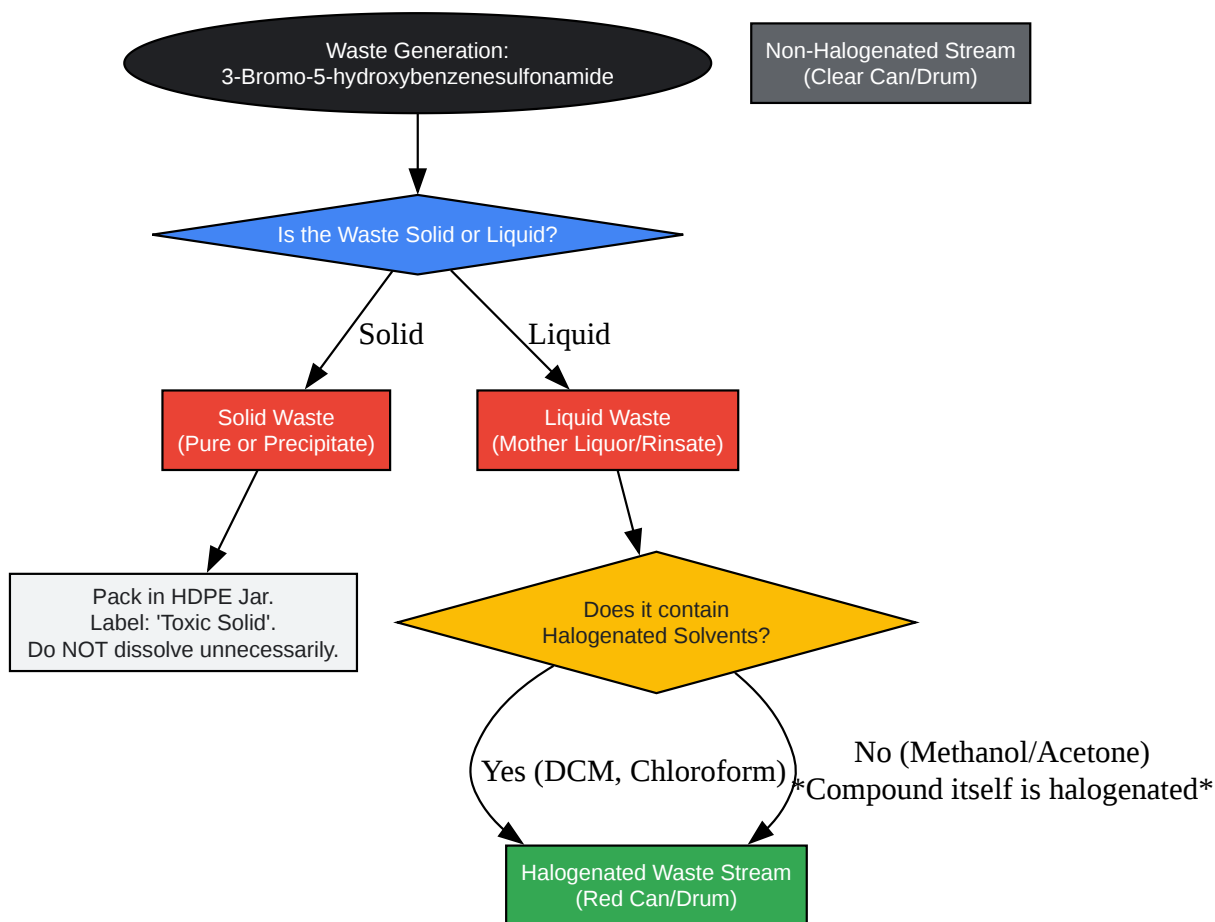 Waste Generation:
3-Bromo-5-hydroxybenzenesulfonamide
Non-Halogenated Stream
(Clear Can/Drum)
Is the Waste Solid or Liquid?
Solid
Liquid
Solid Waste
(Pure or Precipitate)
Liquid Waste
(Mother Liquor/Rinsate)
Pack in HDPE Jar.
Label: 'Toxic Solid'.
Do NOT dissolve unnecessarily.
Does it contain
Halogenated Solvents?
Yes (DCM, Chloroform)
No (Methanol/Acetone)
*Compound itself is halogenated*
Halogenated Waste Stream
(Red Can/Drum)